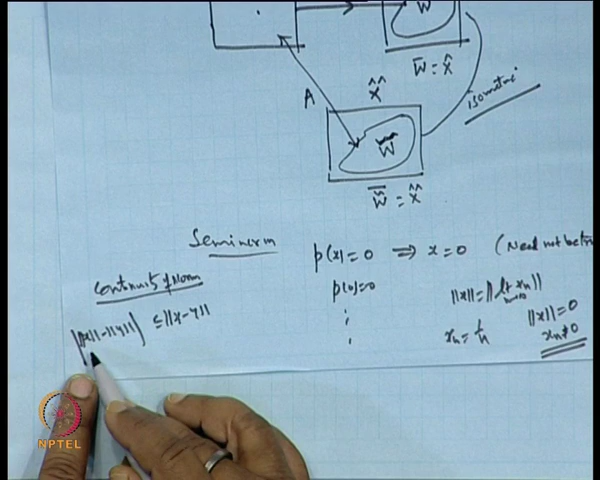 W
W̄ = X̂
A
X̂̂
isometric
W̃
W̃̄ = X̂̂
Seminorm
p(x)=0 ⇒ x=0 (Need not be tr
Continuity of Norm
p(0)=0
||x|| = ||lt xₙ||
n→∞
| ||x||-||y|| | ≤ ||x-y||
xₙ = 1/n
||x||=0
xₙ≠0
NPTEL